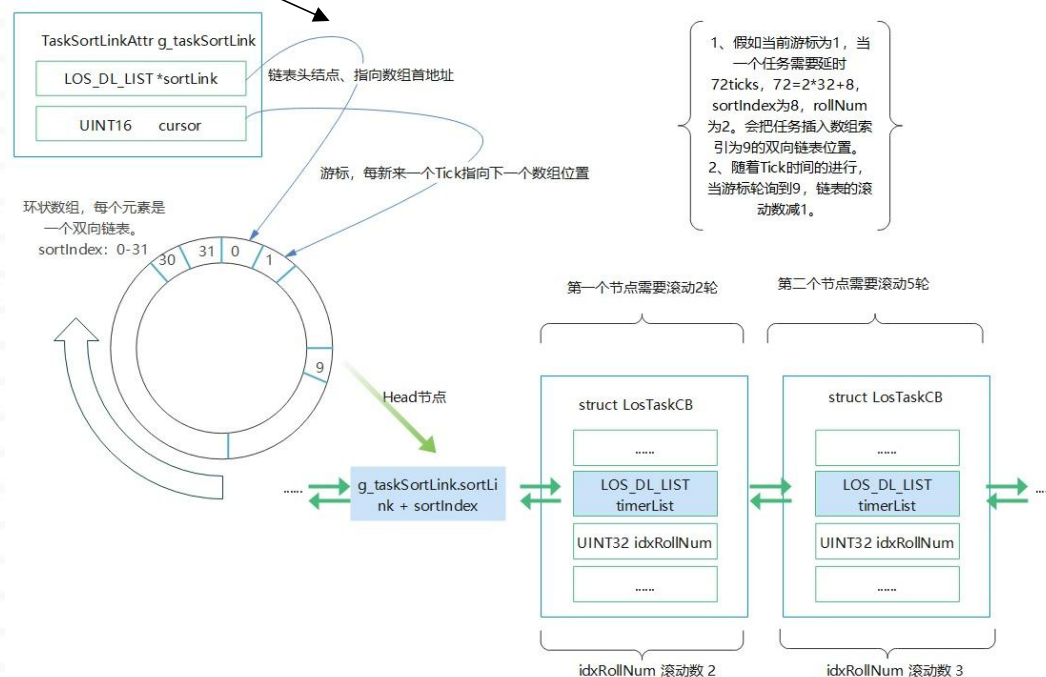 TaskSortLinkAttr g_taskSortLink
LOS_DL_LIST *sortLink
UINT16 cursor
链表头结点、指向数组首地址
游标，每新来一个Tick指向下一个数组位置
1、假如当前游标为1，当
一个任务需要延时
72ticks，72=2*32+8，
sortIndex为8，rollNum
为2。会把任务插入数组索
引为9的双向链表位置。
2、随着Tick时间的进行，
当游标轮询到9，链表的滚
动数减1。
环状数组，每个元素是
一个双向链表。
sortIndex：0-31
30
31
0
1
9
Head节点
第一个节点需要滚动2轮
第二个节点需要滚动5轮
......
g_taskSortLink.sortLi
nk + sortIndex
struct LosTaskCB
......
LOS_DL_LIST
timerList
UINT32 idxRollNum
......
struct LosTaskCB
......
LOS_DL_LIST
timerList
UINT32 idxRollNum
......
...
idxRollNum 滚动数 2
idxRollNum 滚动数 3